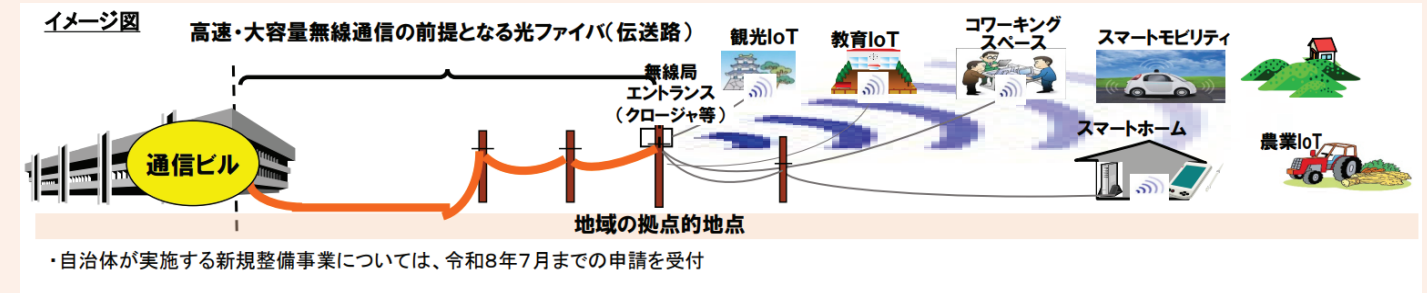 イメージ図
高速・大容量無線通信の前提となる光ファイバ(伝送路)
無線局
エントランス
(クロージャ等)
観光IoT
教育IoT
コワーキング
スペース
スマートモビリティ
スマートホーム
農業IoT
通信ビル
地域の拠点的地点
・自治体が実施する新規整備事業については、令和8年7月までの申請を受付